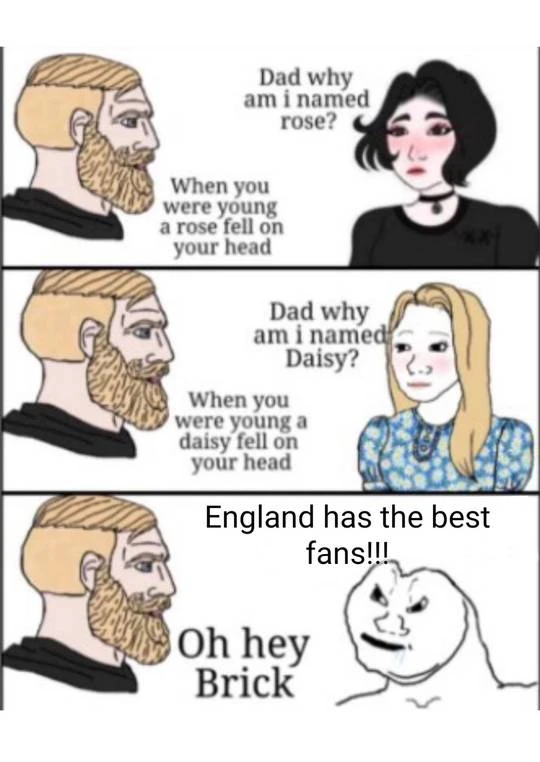 Dad why
am i named
rose?
When you
were young
a rose fell on
your head
Dad why
am i named
Daisy?
When you
were young a
daisy fell on
your head
England has the best
fans!!!
Oh hey
Brick